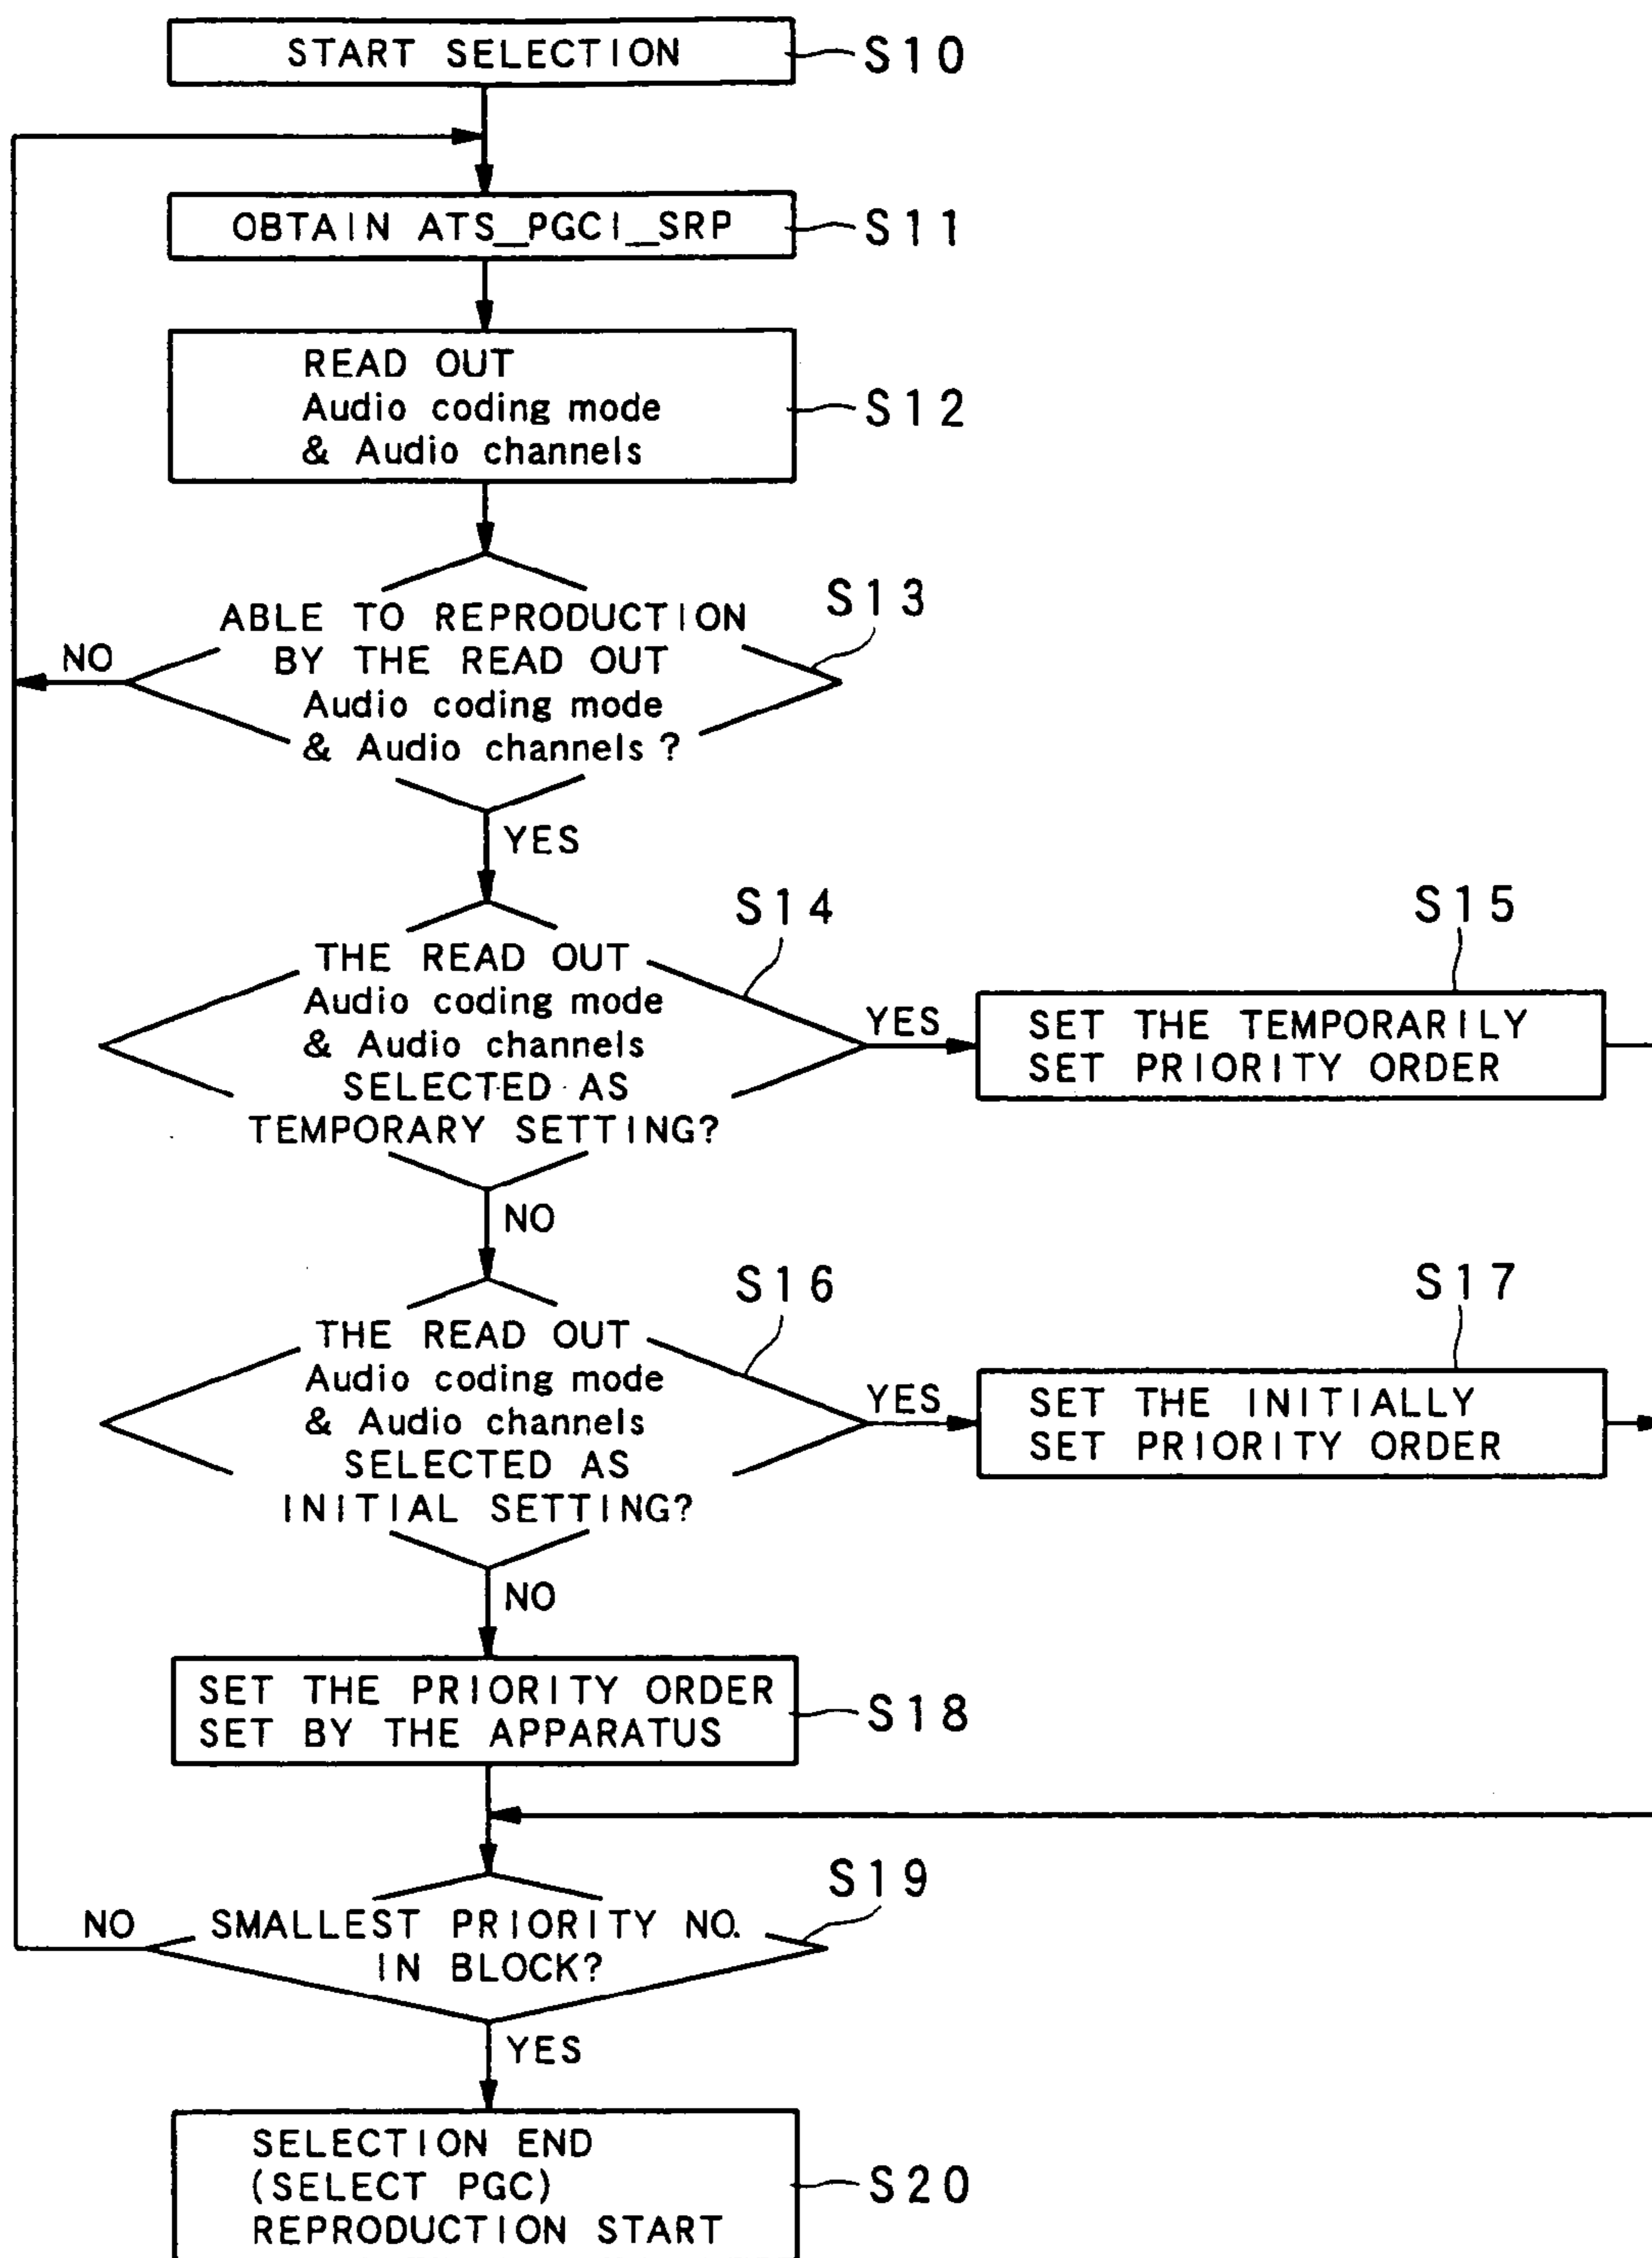 START SELECTION
S10
OBTAIN ATS_PGCI_SRP
S11
READ OUT
Audio coding mode
& Audio channels
S12
ABLE TO REPRODUCTION
BY THE READ OUT
Audio coding mode
& Audio channels ?
S13
NO
YES
THE READ OUT
Audio coding mode
& Audio channels
SELECTED AS
TEMPORARY SETTING?
S14
YES
SET THE TEMPORARILY
SET PRIORITY ORDER
S15
NO
THE READ OUT
Audio coding mode
& Audio channels
SELECTED AS
INITIAL SETTING?
S16
YES
SET THE INITIALLY
SET PRIORITY ORDER
S17
NO
SET THE PRIORITY ORDER
SET BY THE APPARATUS
S18
SMALLEST PRIORITY NO.
IN BLOCK?
S19
NO
YES
SELECTION END
(SELECT PGC)
REPRODUCTION START
S20